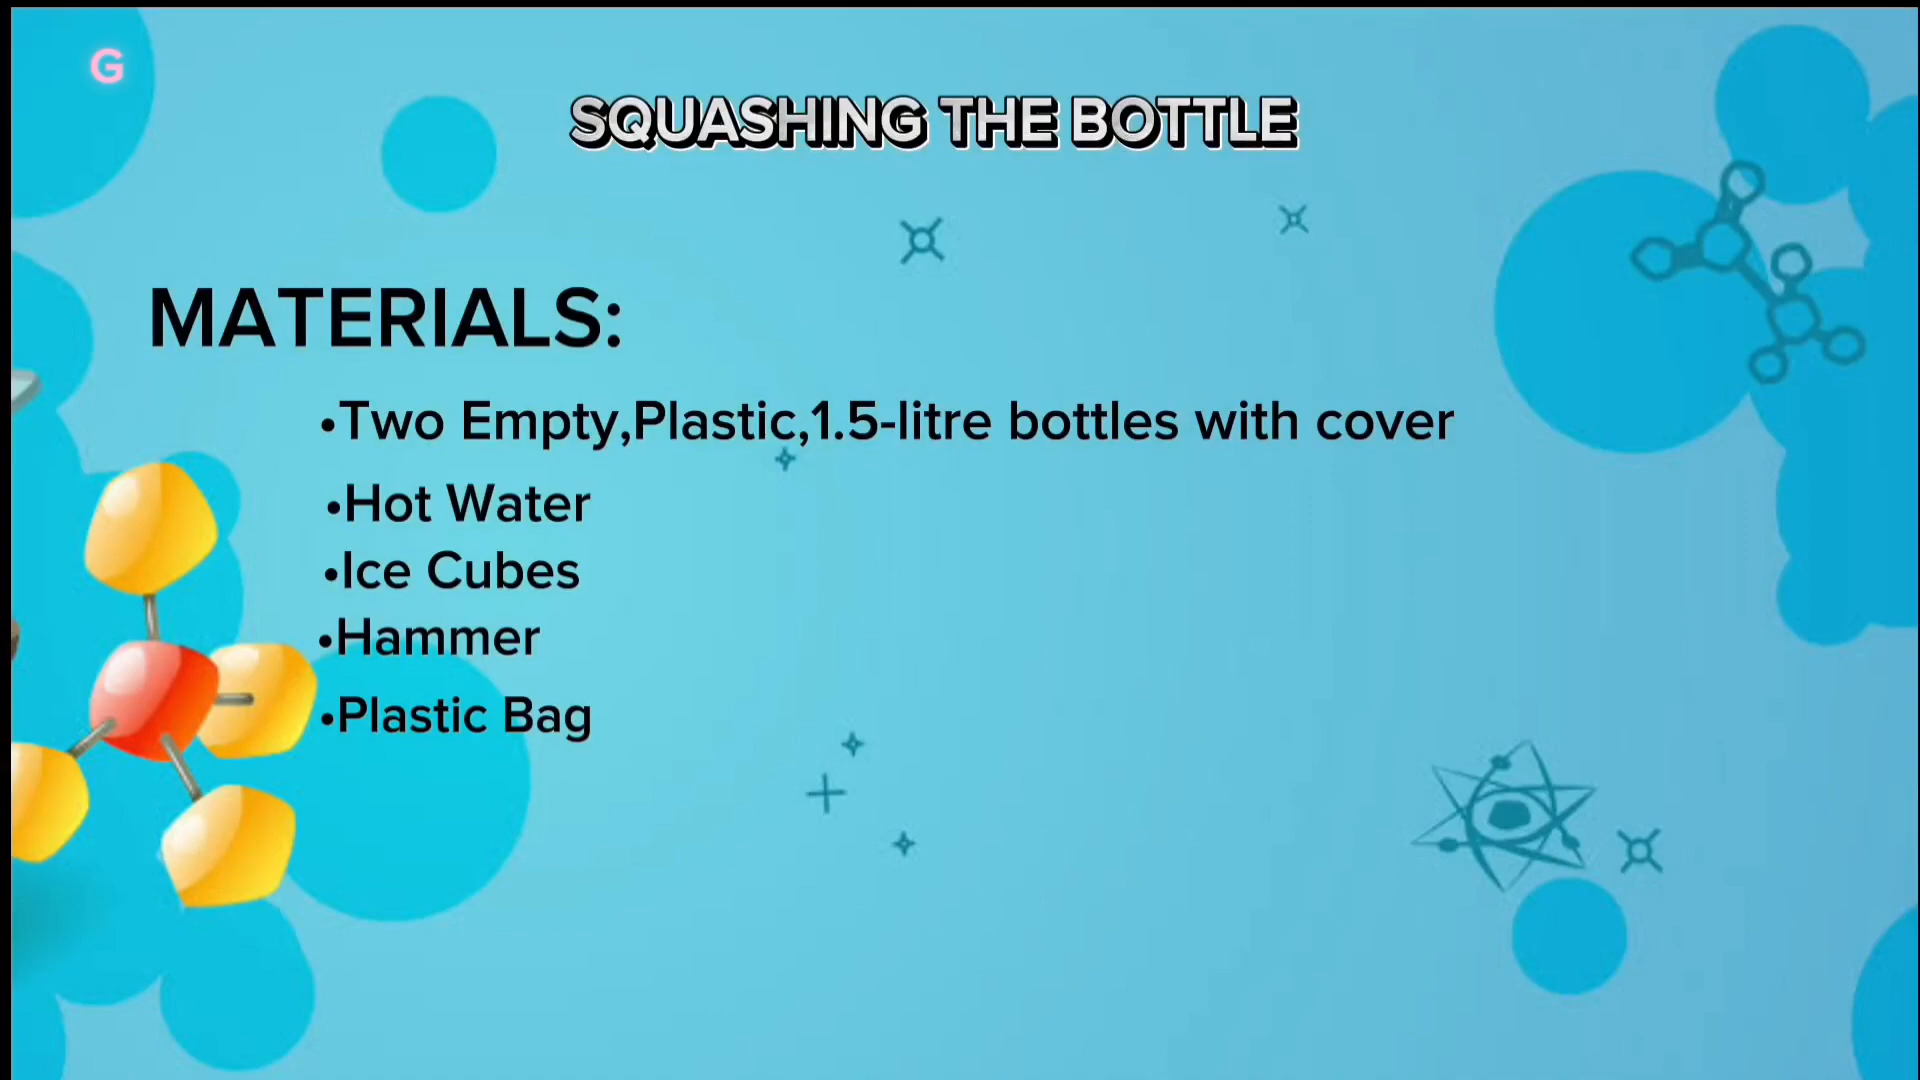 G
SQUASHING THE BOTTLE
MATERIALS:
•Two Empty,Plastic,1.5-litre bottles with cover
•Hot Water
•Ice Cubes
•Hammer
•Plastic Bag